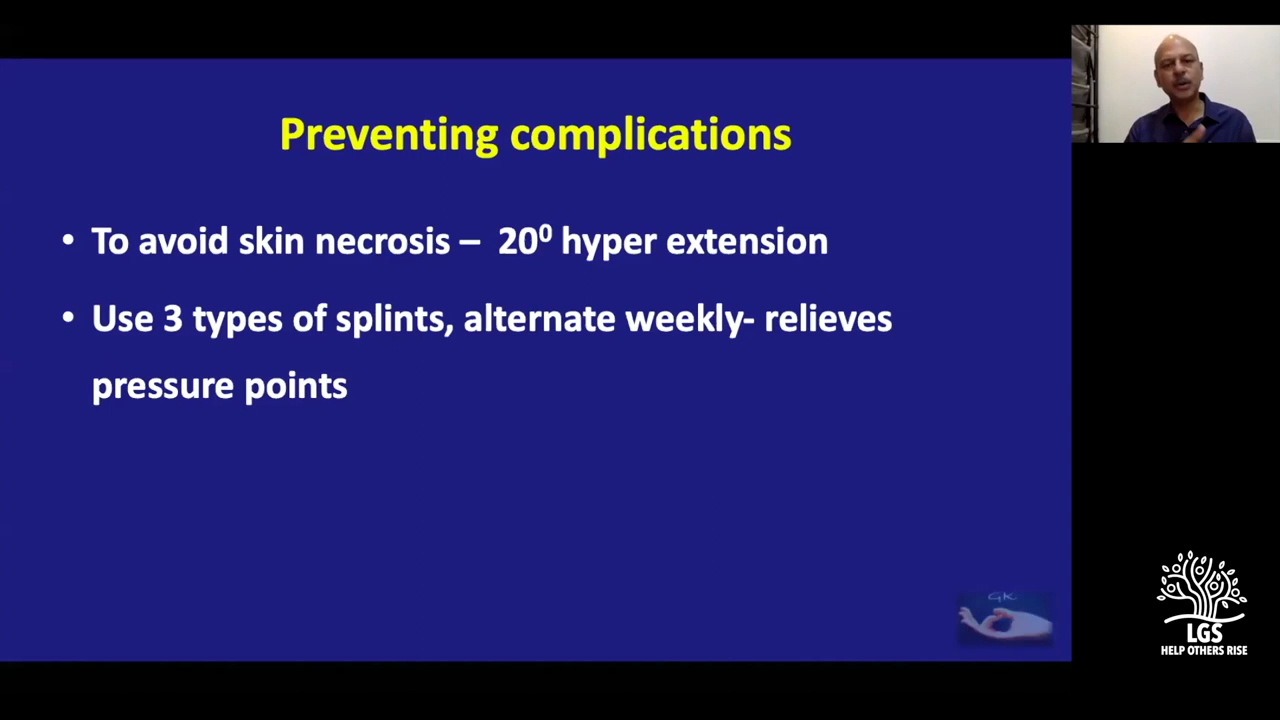 Preventing complications
• To avoid skin necrosis – 20⁰ hyper extension
• Use 3 types of splints, alternate weekly- relieves
pressure points
GK
LGS
HELP OTHERS RISE